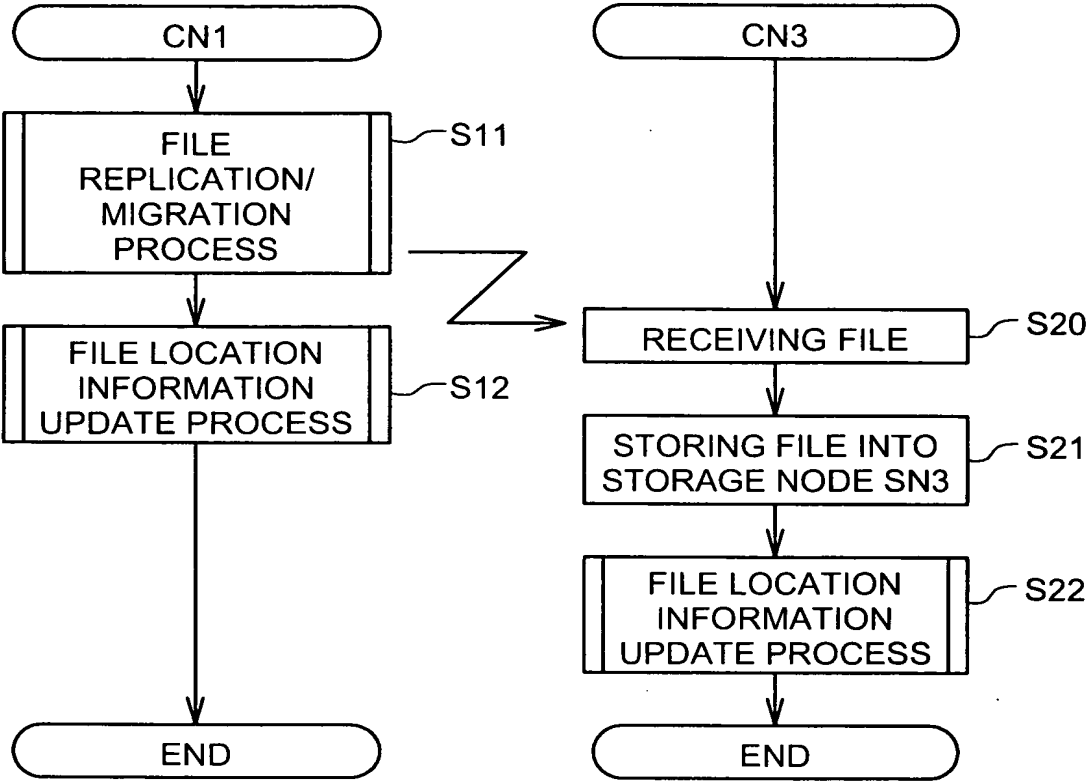 CN1
FILE
REPLICATION/
MIGRATION
PROCESS
S11
FILE LOCATION
INFORMATION
UPDATE PROCESS
S12
END
CN3
RECEIVING FILE
S20
STORING FILE INTO
STORAGE NODE SN3
S21
FILE LOCATION
INFORMATION
UPDATE PROCESS
S22
END